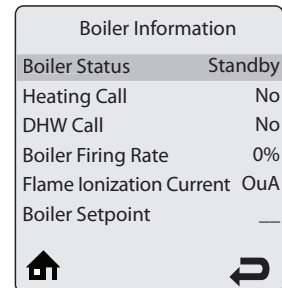 Boiler Information
Boiler Status Standby
Heating Call No
DHW Call No
Boiler Firing Rate 0%
Flame Ionization Current OuA
Boiler Setpoint __